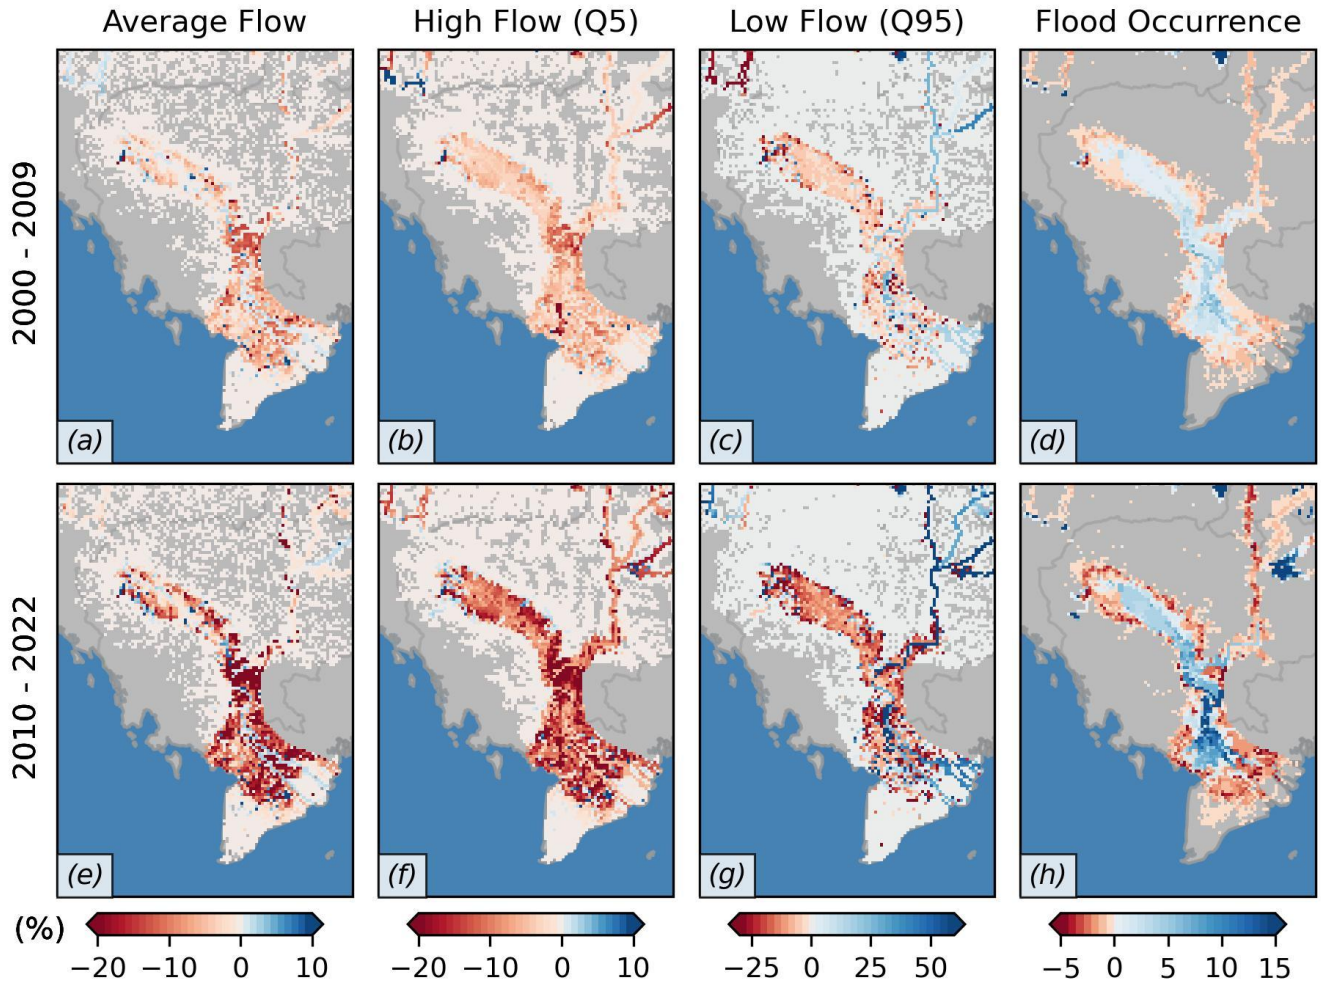 Average Flow High Flow (Q5) Low Flow (Q95) Flood Occurrence
2000 - 2009
(a) (b) (c) (d)
2010 - 2022
(e) (f) (g) (h)
(%)
−20 −10 0 10 −20 −10 0 10 −25 0 25 50 −5 0 5 10 15